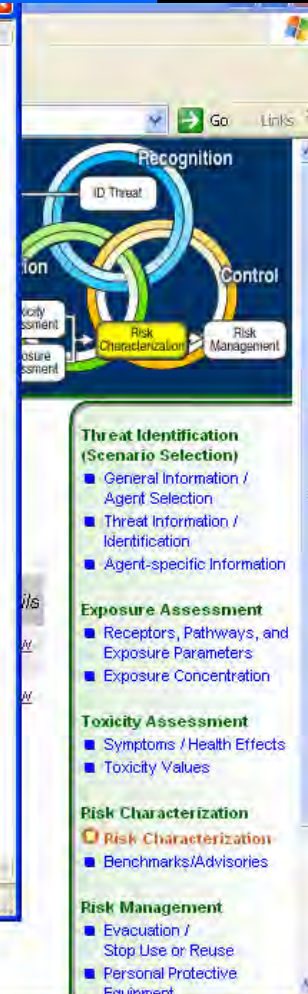 Go Links
Recognition
ID Threat
Control
Risk
Characterization
Risk
Management
Threat Identification
(Scenario Selection)
General Information /
Agent Selection
Threat Information /
Identification
Agent-specific Information
Exposure Assessment
Receptors, Pathways, and
Exposure Parameters
Exposure Concentration
Toxicity Assessment
Symptoms / Health Effects
Toxicity Values
Risk Characterization
Risk Characterization
Benchmarks/Advisories
Risk Management
Evacuation /
Stop Use or Reuse
Personal Protective
Equipment